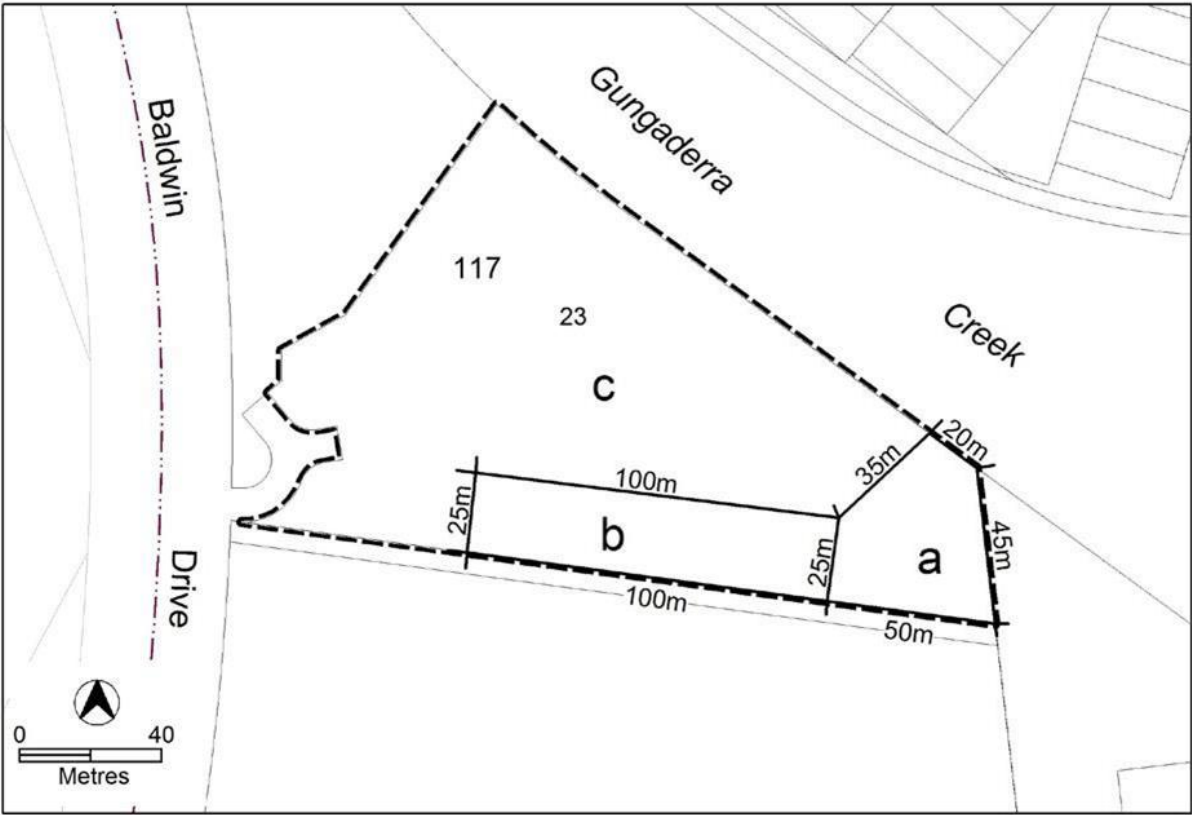 Baldwin
Drive
Gungaderra
Creek
117
23
c
20m
35m
100m
25m
b
25m
a
45m
100m
50m
0 40
Metres